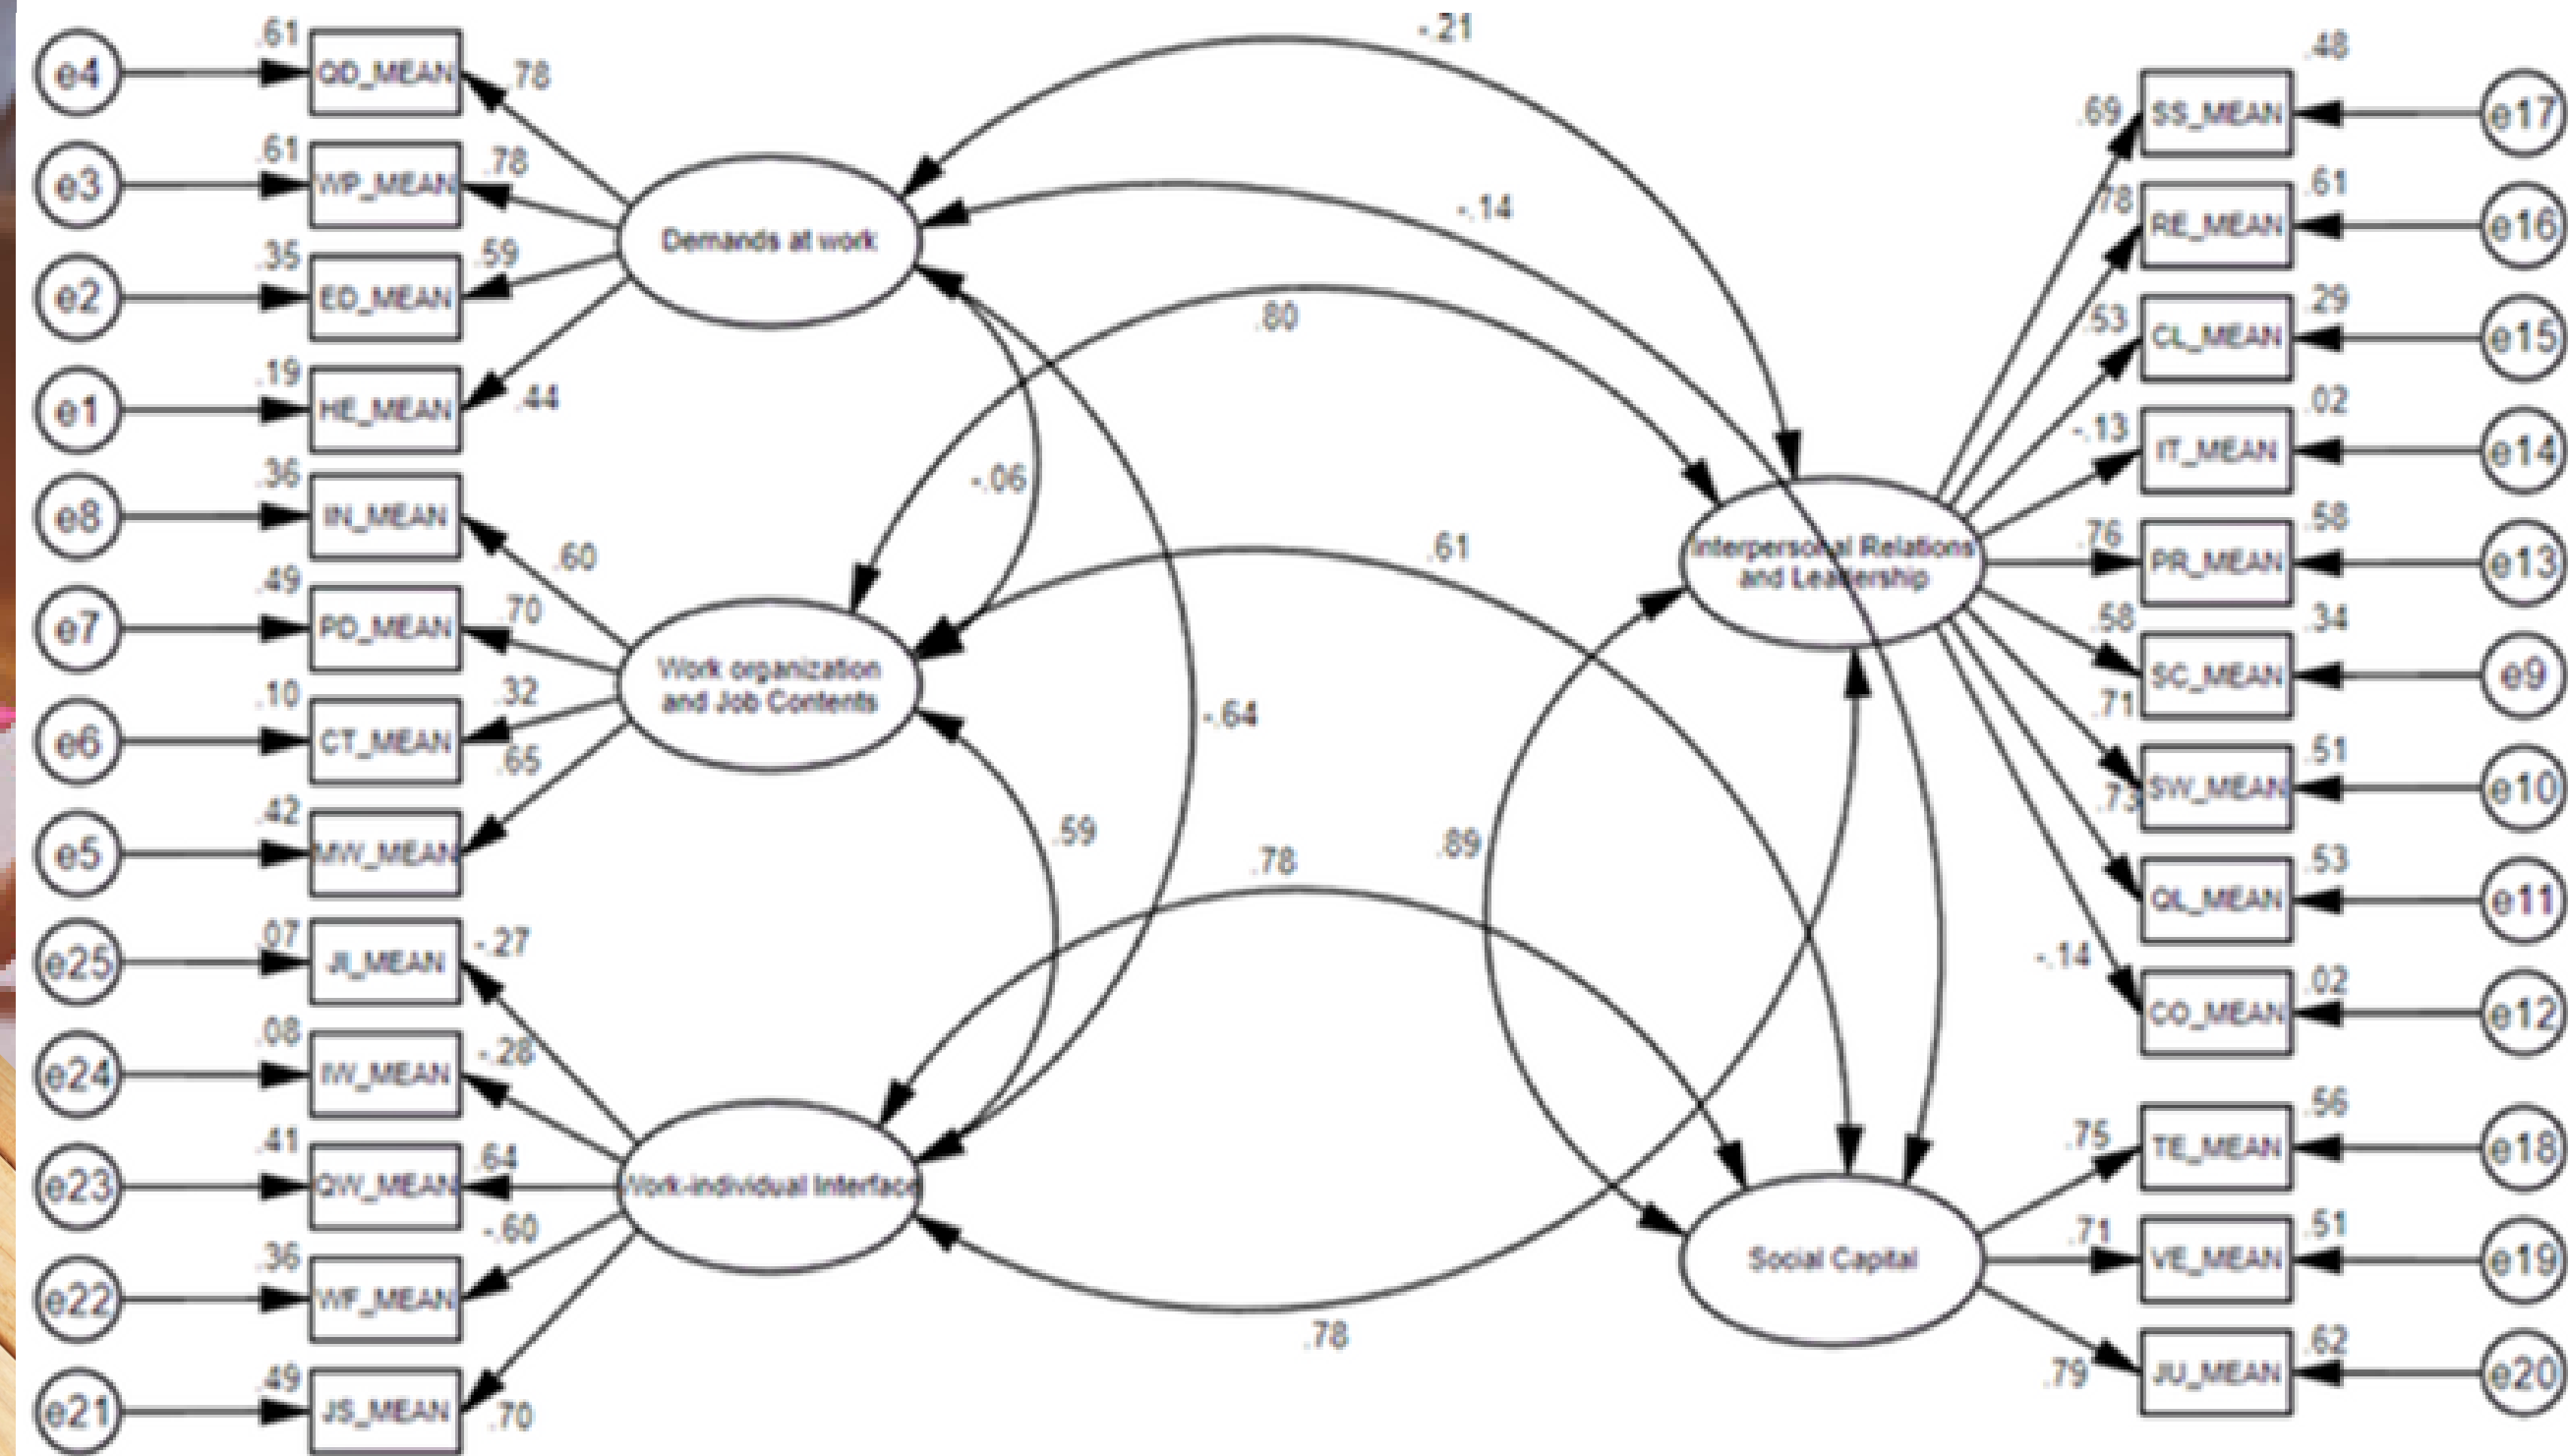 .61
e4
QD_MEAN
.78
.61
e3
WP_MEAN
.78
.35
e2
ED_MEAN
.59
.19
e1
HE_MEAN
.44
.36
e8
IN_MEAN
.60
.49
e7
PD_MEAN
.70
.10
e6
CT_MEAN
.32
.42
e5
MW_MEAN
.65
.07
e25
JI_MEAN
-.27
.08
e24
IW_MEAN
-.28
.41
e23
QW_MEAN
.64
.36
e22
WF_MEAN
-.60
.49
e21
JS_MEAN
.70
Demands at work
Work organization
and Job Contents
Work-individual Interface
-.21
-.14
.80
-.06
.61
-.64
.59
.78
.89
.78
Interpersonal Relations
and Leadership
Social Capital
.48
.69
SS_MEAN
e17
.61
.78
RE_MEAN
e16
.29
.53
CL_MEAN
e15
.02
-.13
IT_MEAN
e14
.58
.76
PR_MEAN
e13
.34
.58
SC_MEAN
e9
.51
.71
SW_MEAN
e10
.53
.73
QL_MEAN
e11
.02
-.14
CO_MEAN
e12
.56
.75
TE_MEAN
e18
.51
.71
VE_MEAN
e19
.62
.79
JU_MEAN
e20